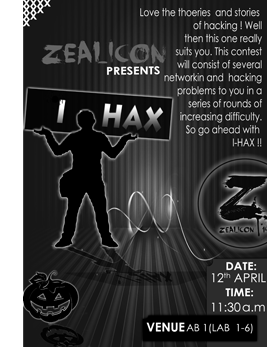 Love the thoeries and stories
of hacking ! Well
then this one really
suits you. This contest
will consist of several
networkin and hacking
problems to you in a
series of rounds of
increasing difficulty.
So go ahead with
I-HAX !!
ZEALICON
PRESENTS
I HAX
Z
ZEALICON
DATE:
12th APRIL
TIME:
11:30 a.m
VENUE AB 1(LAB 1-6)